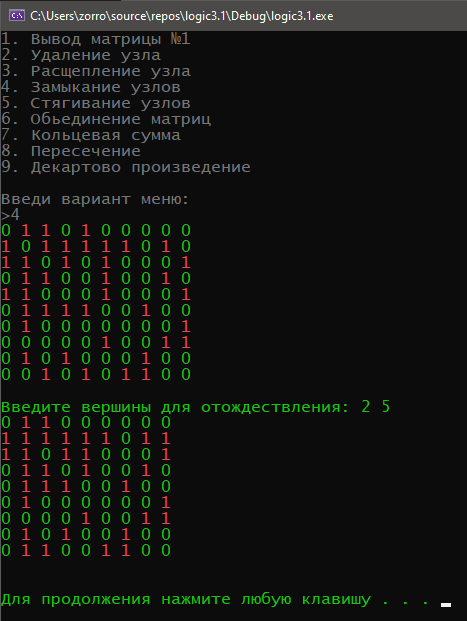 C:\Users\zorro\source\repos\logic3.1\Debug\logic3.1.exe
1. Вывод матрицы №1
2. Удаление узла
3. Расщепление узла
4. Замыкание узлов
5. Стягивание узлов
6. Обьединение матриц
7. Кольцевая сумма
8. Пересечение
9. Декартово произведение
Введи вариант меню:
>4
0 1 1 0 1 0 0 0 0 0
1 0 1 1 1 1 1 0 1 0
1 1 0 1 0 1 0 0 0 1
0 1 1 0 0 1 0 0 1 0
1 1 0 0 0 1 0 0 0 1
0 1 1 1 1 0 0 1 0 0
0 1 0 0 0 0 0 0 0 1
0 0 0 0 0 1 0 0 1 1
0 1 0 1 0 0 0 1 0 0
0 0 1 0 1 0 1 1 0 0
Введите вершины для отождествления: 2 5
0 1 1 0 0 0 0 0 0
1 1 1 1 1 1 0 1 1
1 1 0 1 1 0 0 0 1
0 1 1 0 1 0 0 1 0
0 1 1 1 0 0 1 0 0
0 1 0 0 0 0 0 0 1
0 0 0 0 1 0 0 1 1
0 1 0 1 0 0 1 0 0
0 1 1 0 0 1 1 0 0
Для продолжения нажмите любую клавишу . . .